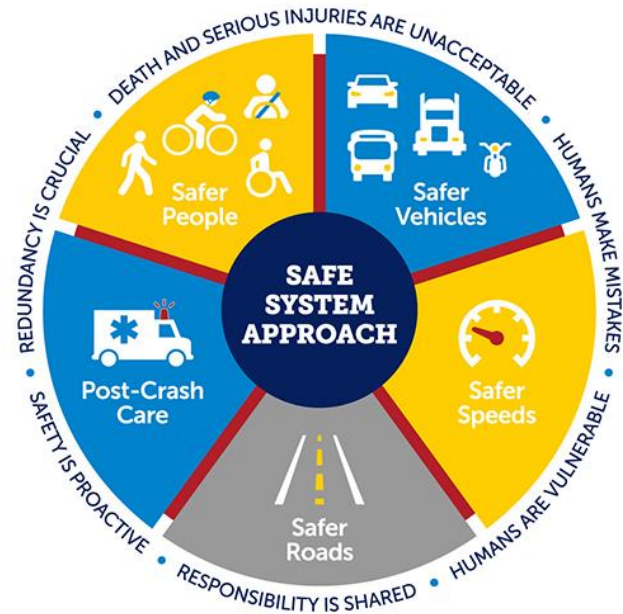 DEATH AND SERIOUS INJURIES ARE UNACCEPTABLE
HUMANS MAKE MISTAKES
HUMANS ARE VULNERABLE
RESPONSIBILITY IS SHARED
SAFETY IS PROACTIVE
REDUNDANCY IS CRUCIAL
Safer
People
Safer
Vehicles
SAFE
SYSTEM
APPROACH
Post-Crash
Care
Safer
Speeds
Safer
Roads